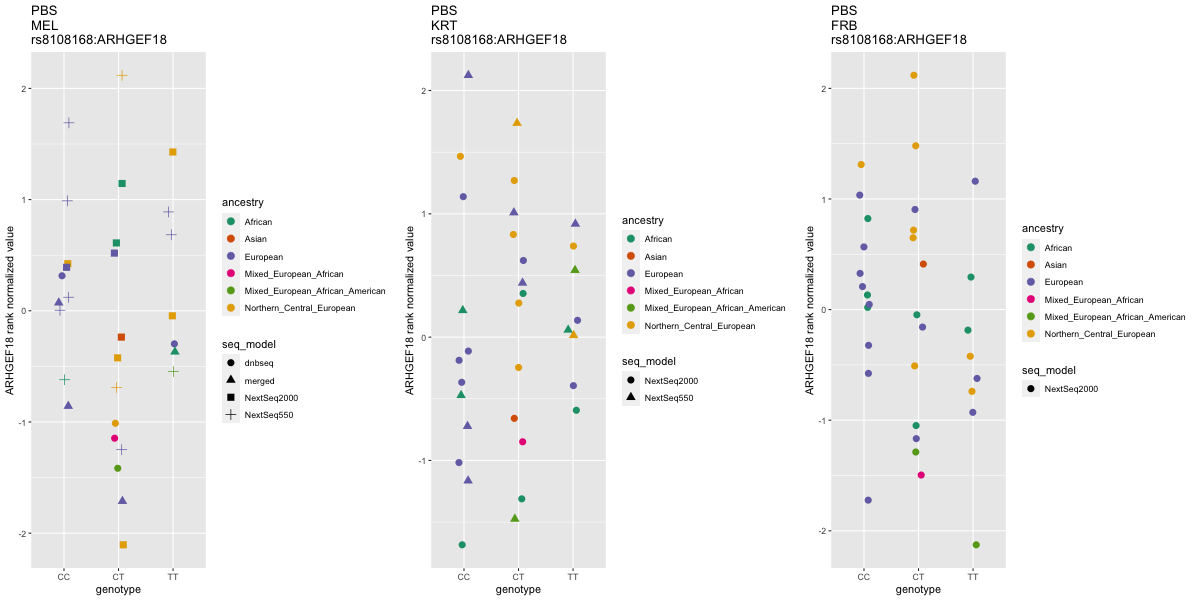 PBS
MEL
rs8108168:ARHGEF18
ARHGEF18 rank normalized value
2
1
0
-1
-2
CC
CT
TT
genotype
ancestry
African
Asian
European
Mixed_European_African
Mixed_European_African_American
Northern_Central_European
seq_model
dnbseq
merged
NextSeq2000
NextSeq550
PBS
KRT
rs8108168:ARHGEF18
ARHGEF18 rank normalized value
2
1
0
-1
CC
CT
TT
genotype
ancestry
African
Asian
European
Mixed_European_African
Mixed_European_African_American
Northern_Central_European
seq_model
NextSeq2000
NextSeq550
PBS
FRB
rs8108168:ARHGEF18
ARHGEF18 rank normalized value
2
1
0
-1
-2
CC
CT
TT
genotype
ancestry
African
Asian
European
Mixed_European_African
Mixed_European_African_American
Northern_Central_European
seq_model
NextSeq2000